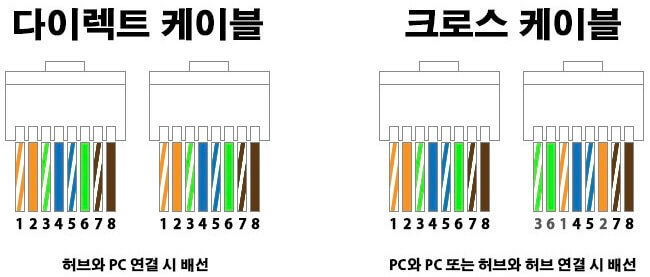 다이렉트 케이블
크로스 케이블
1 2 3 4 5 6 7 8
1 2 3 4 5 6 7 8
1 2 3 4 5 6 7 8
3 6 1 4 5 2 7 8
허브와 PC 연결 시 배선
PC와 PC 또는 허브와 허브 연결 시 배선